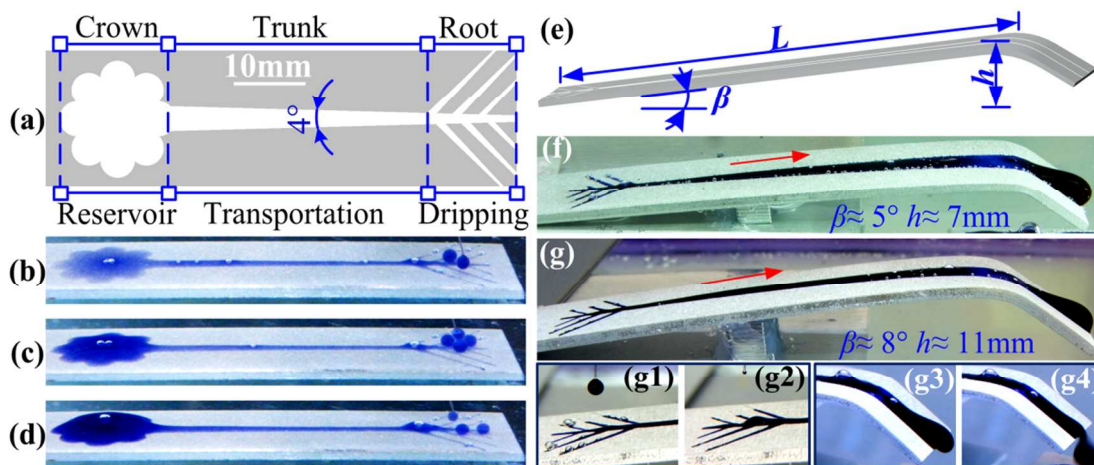 Crown Trunk Root
10mm
4°
(a)
Reservoir Transportation Dripping
(b)
(c)
(d)
(e)
L
h
β
(f)
β≈ 5° h≈ 7mm
(g)
β≈ 8° h≈ 11mm
(g1) (g2) (g3) (g4)